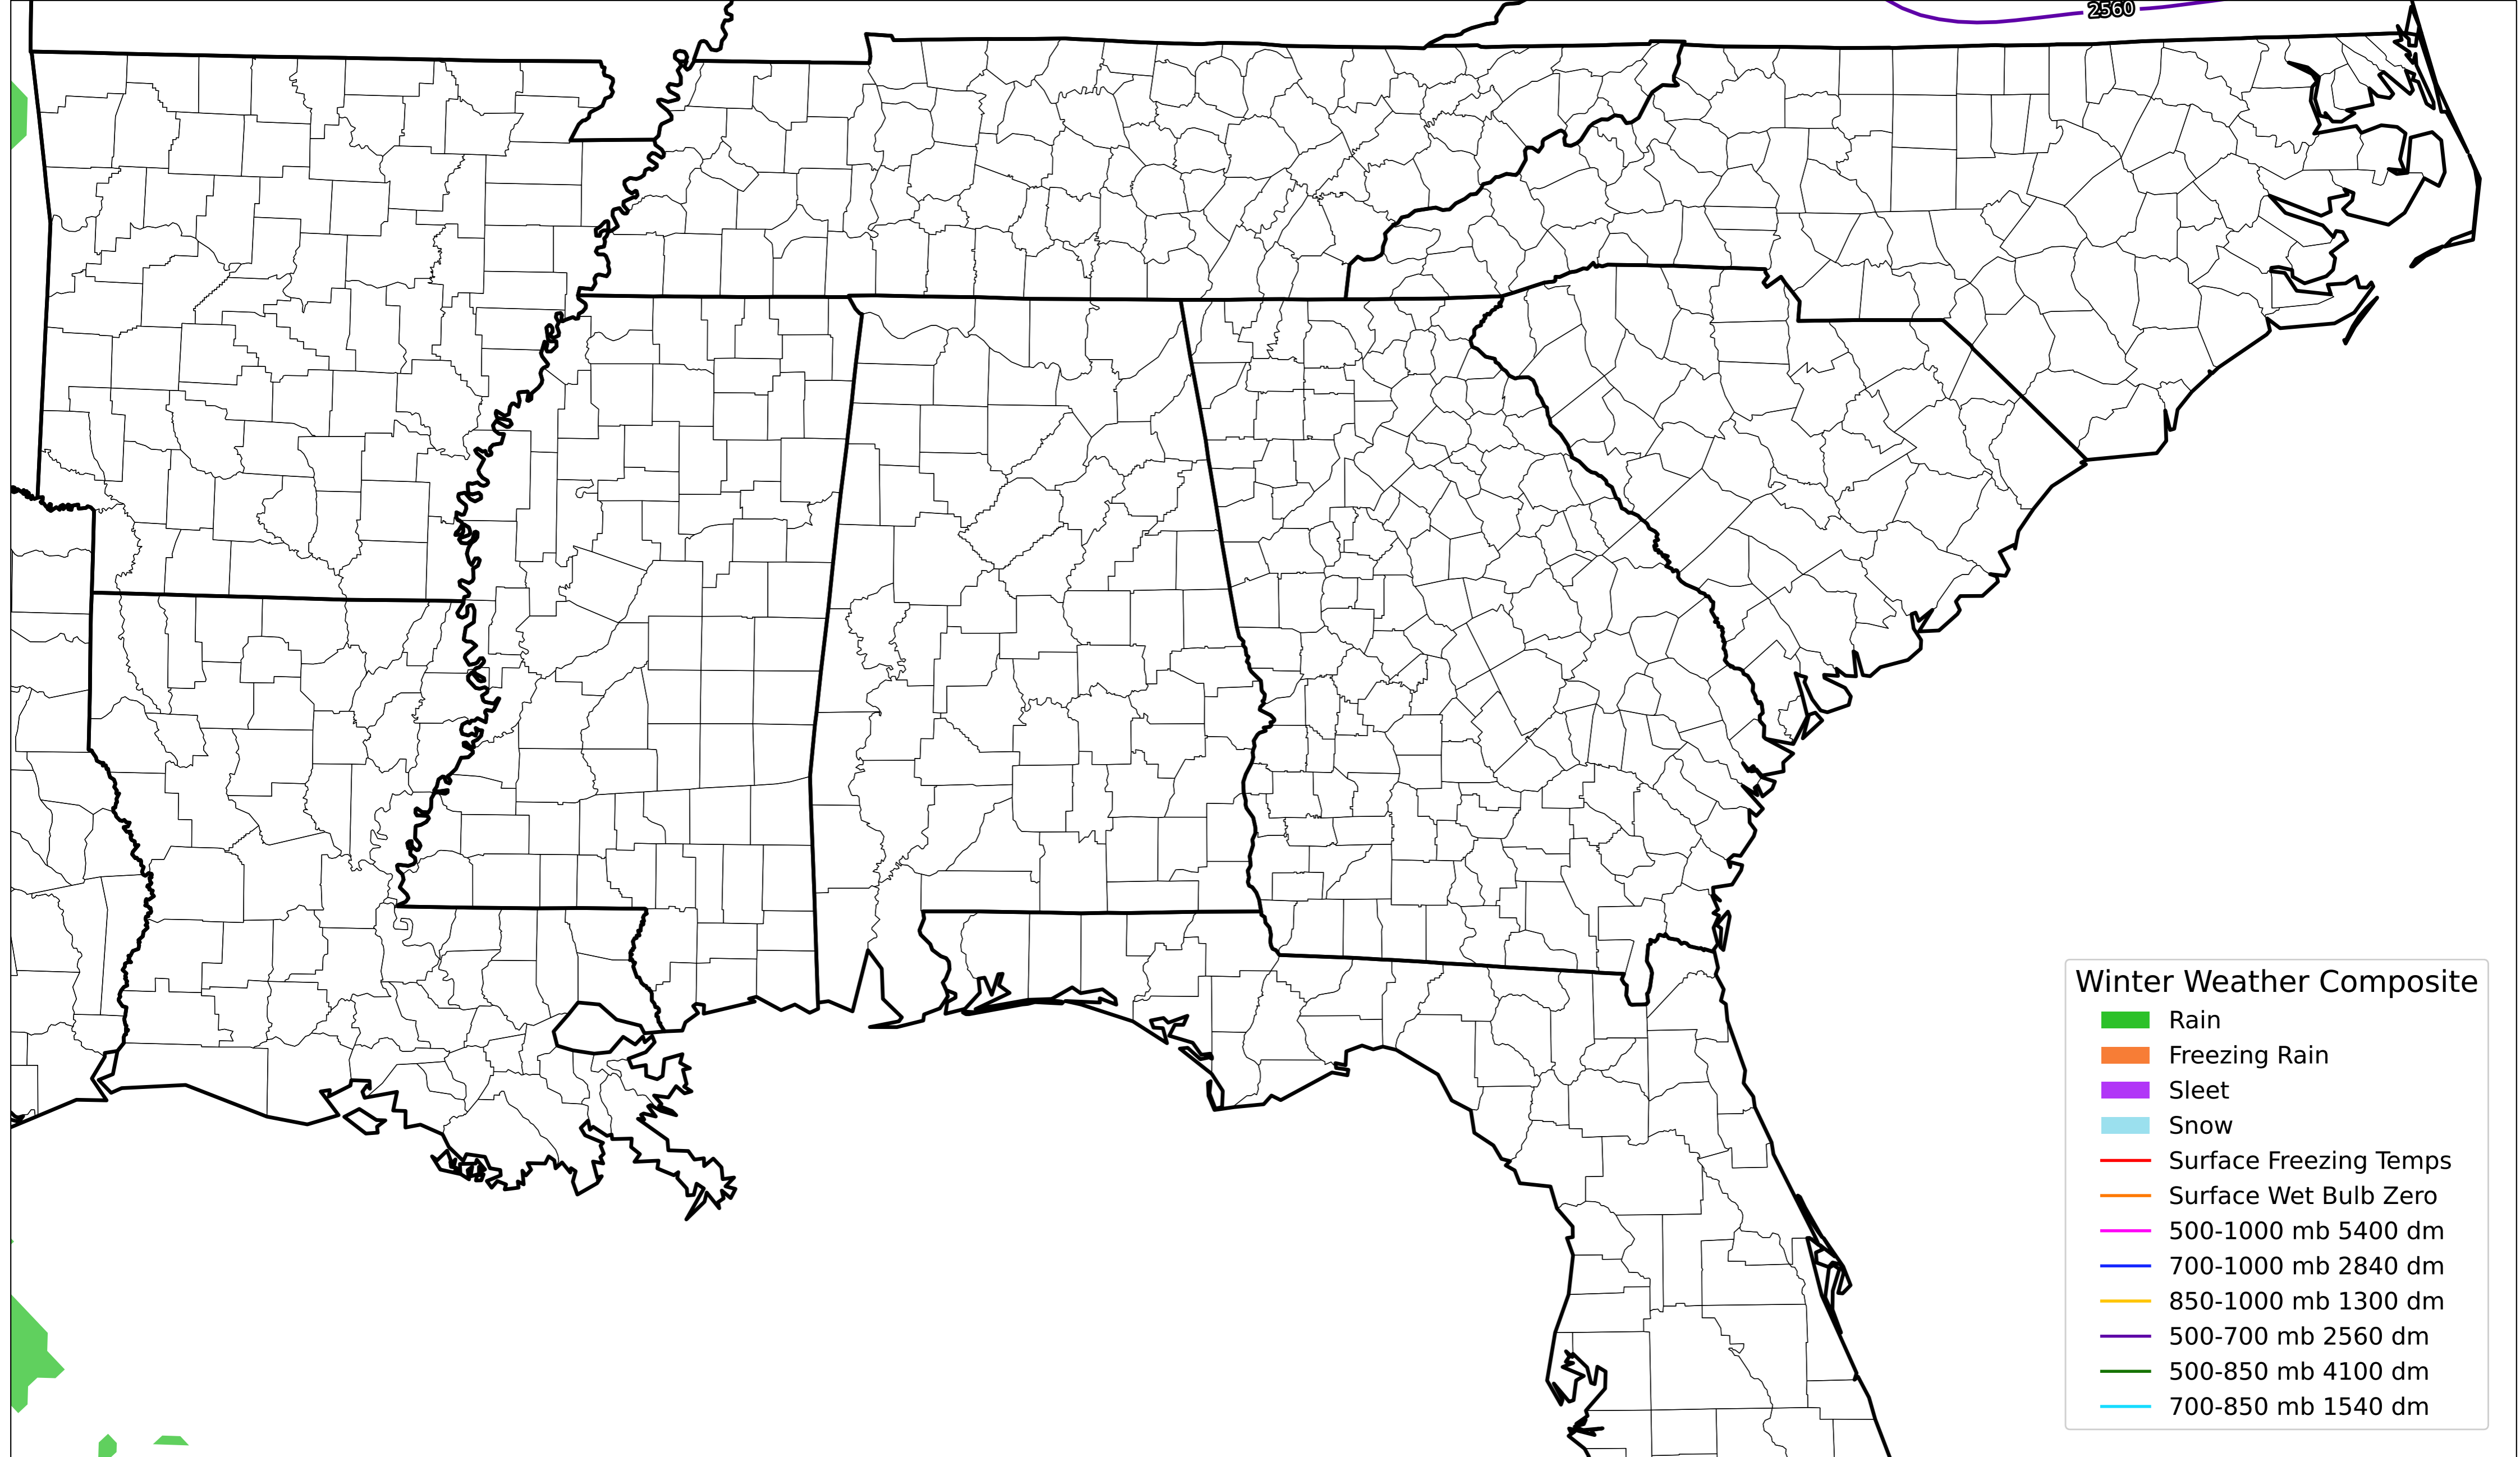 2560
Winter Weather Composite
Rain
Freezing Rain
Sleet
Snow
Surface Freezing Temps
Surface Wet Bulb Zero
500-1000 mb 5400 dm
700-1000 mb 2840 dm
850-1000 mb 1300 dm
500-700 mb 2560 dm
500-850 mb 4100 dm
700-850 mb 1540 dm